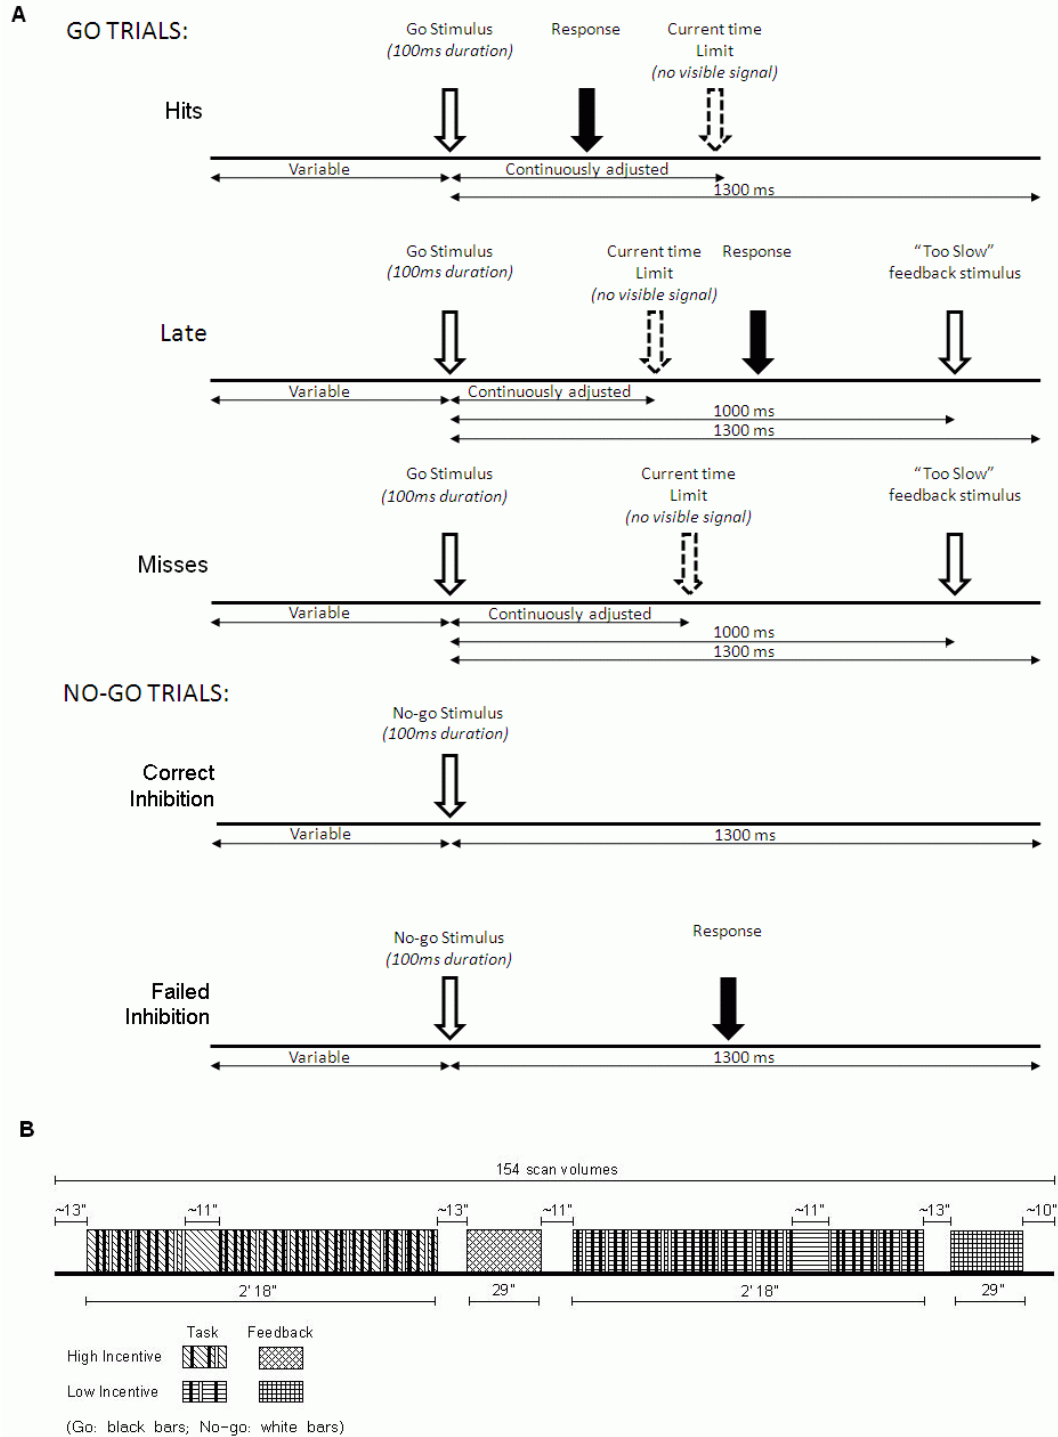 A
GO TRIALS:
Go Stimulus
(100ms duration)
Response
Current time
Limit
(no visible signal)
Hits
Variable
Continuously adjusted
1300 ms
Go Stimulus
(100ms duration)
Current time
Limit
(no visible signal)
Response
“Too Slow”
feedback stimulus
Late
Variable
Continuously adjusted
1000 ms
1300 ms
Go Stimulus
(100ms duration)
Current time
Limit
(no visible signal)
“Too Slow”
feedback stimulus
Misses
Variable
Continuously adjusted
1000 ms
1300 ms
NO-GO TRIALS:
No-go Stimulus
(100ms duration)
Correct
Inhibition
Variable
1300 ms
No-go Stimulus
(100ms duration)
Response
Failed
Inhibition
Variable
1300 ms
B
154 scan volumes
~13" ~11" ~13" ~11" ~11" ~13" ~10"
2' 18" 29" 2' 18" 29"
Task Feedback
High Incentive
Low Incentive
(Go: black bars; No-go: white bars)